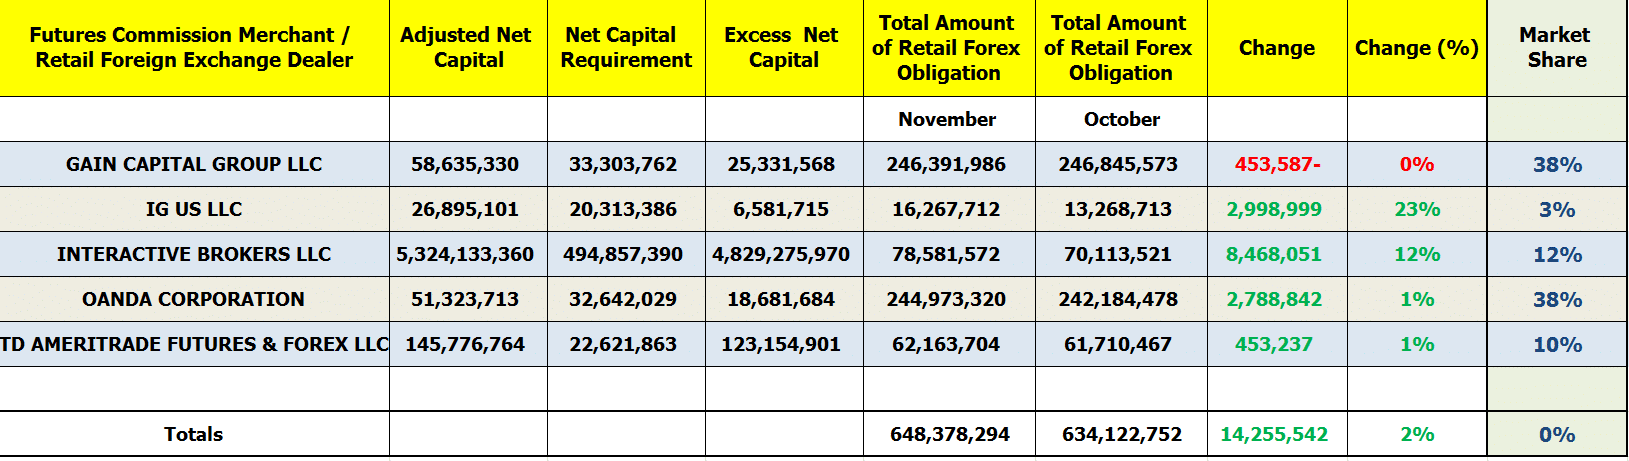 Futures Commission Merchant / Retail Foreign Exchange Dealer	Adjusted Net Capital	Net Capital Requirement	Excess Net Capital	Total Amount of Retail Forex Obligation	Total Amount of Retail Forex Obligation	Change	Change (%)	Market Share
November	October
GAIN CAPITAL GROUP LLC	58,635,330	33,303,762	25,331,568	246,391,986	246,845,573	453,587-	0%	38%
IG US LLC	26,895,101	20,313,386	6,581,715	16,267,712	13,268,713	2,998,999	23%	3%
INTERACTIVE BROKERS LLC	5,324,133,360	494,857,390	4,829,275,970	78,581,572	70,113,521	8,468,051	12%	12%
OANDA CORPORATION	51,323,713	32,642,029	18,681,684	244,973,320	242,184,478	2,788,842	1%	38%
TD AMERITRADE FUTURES & FOREX LLC	145,776,764	22,621,863	123,154,901	62,163,704	61,710,467	453,237	1%	10%
Totals	648,378,294	634,122,752	14,255,542	2%	0%